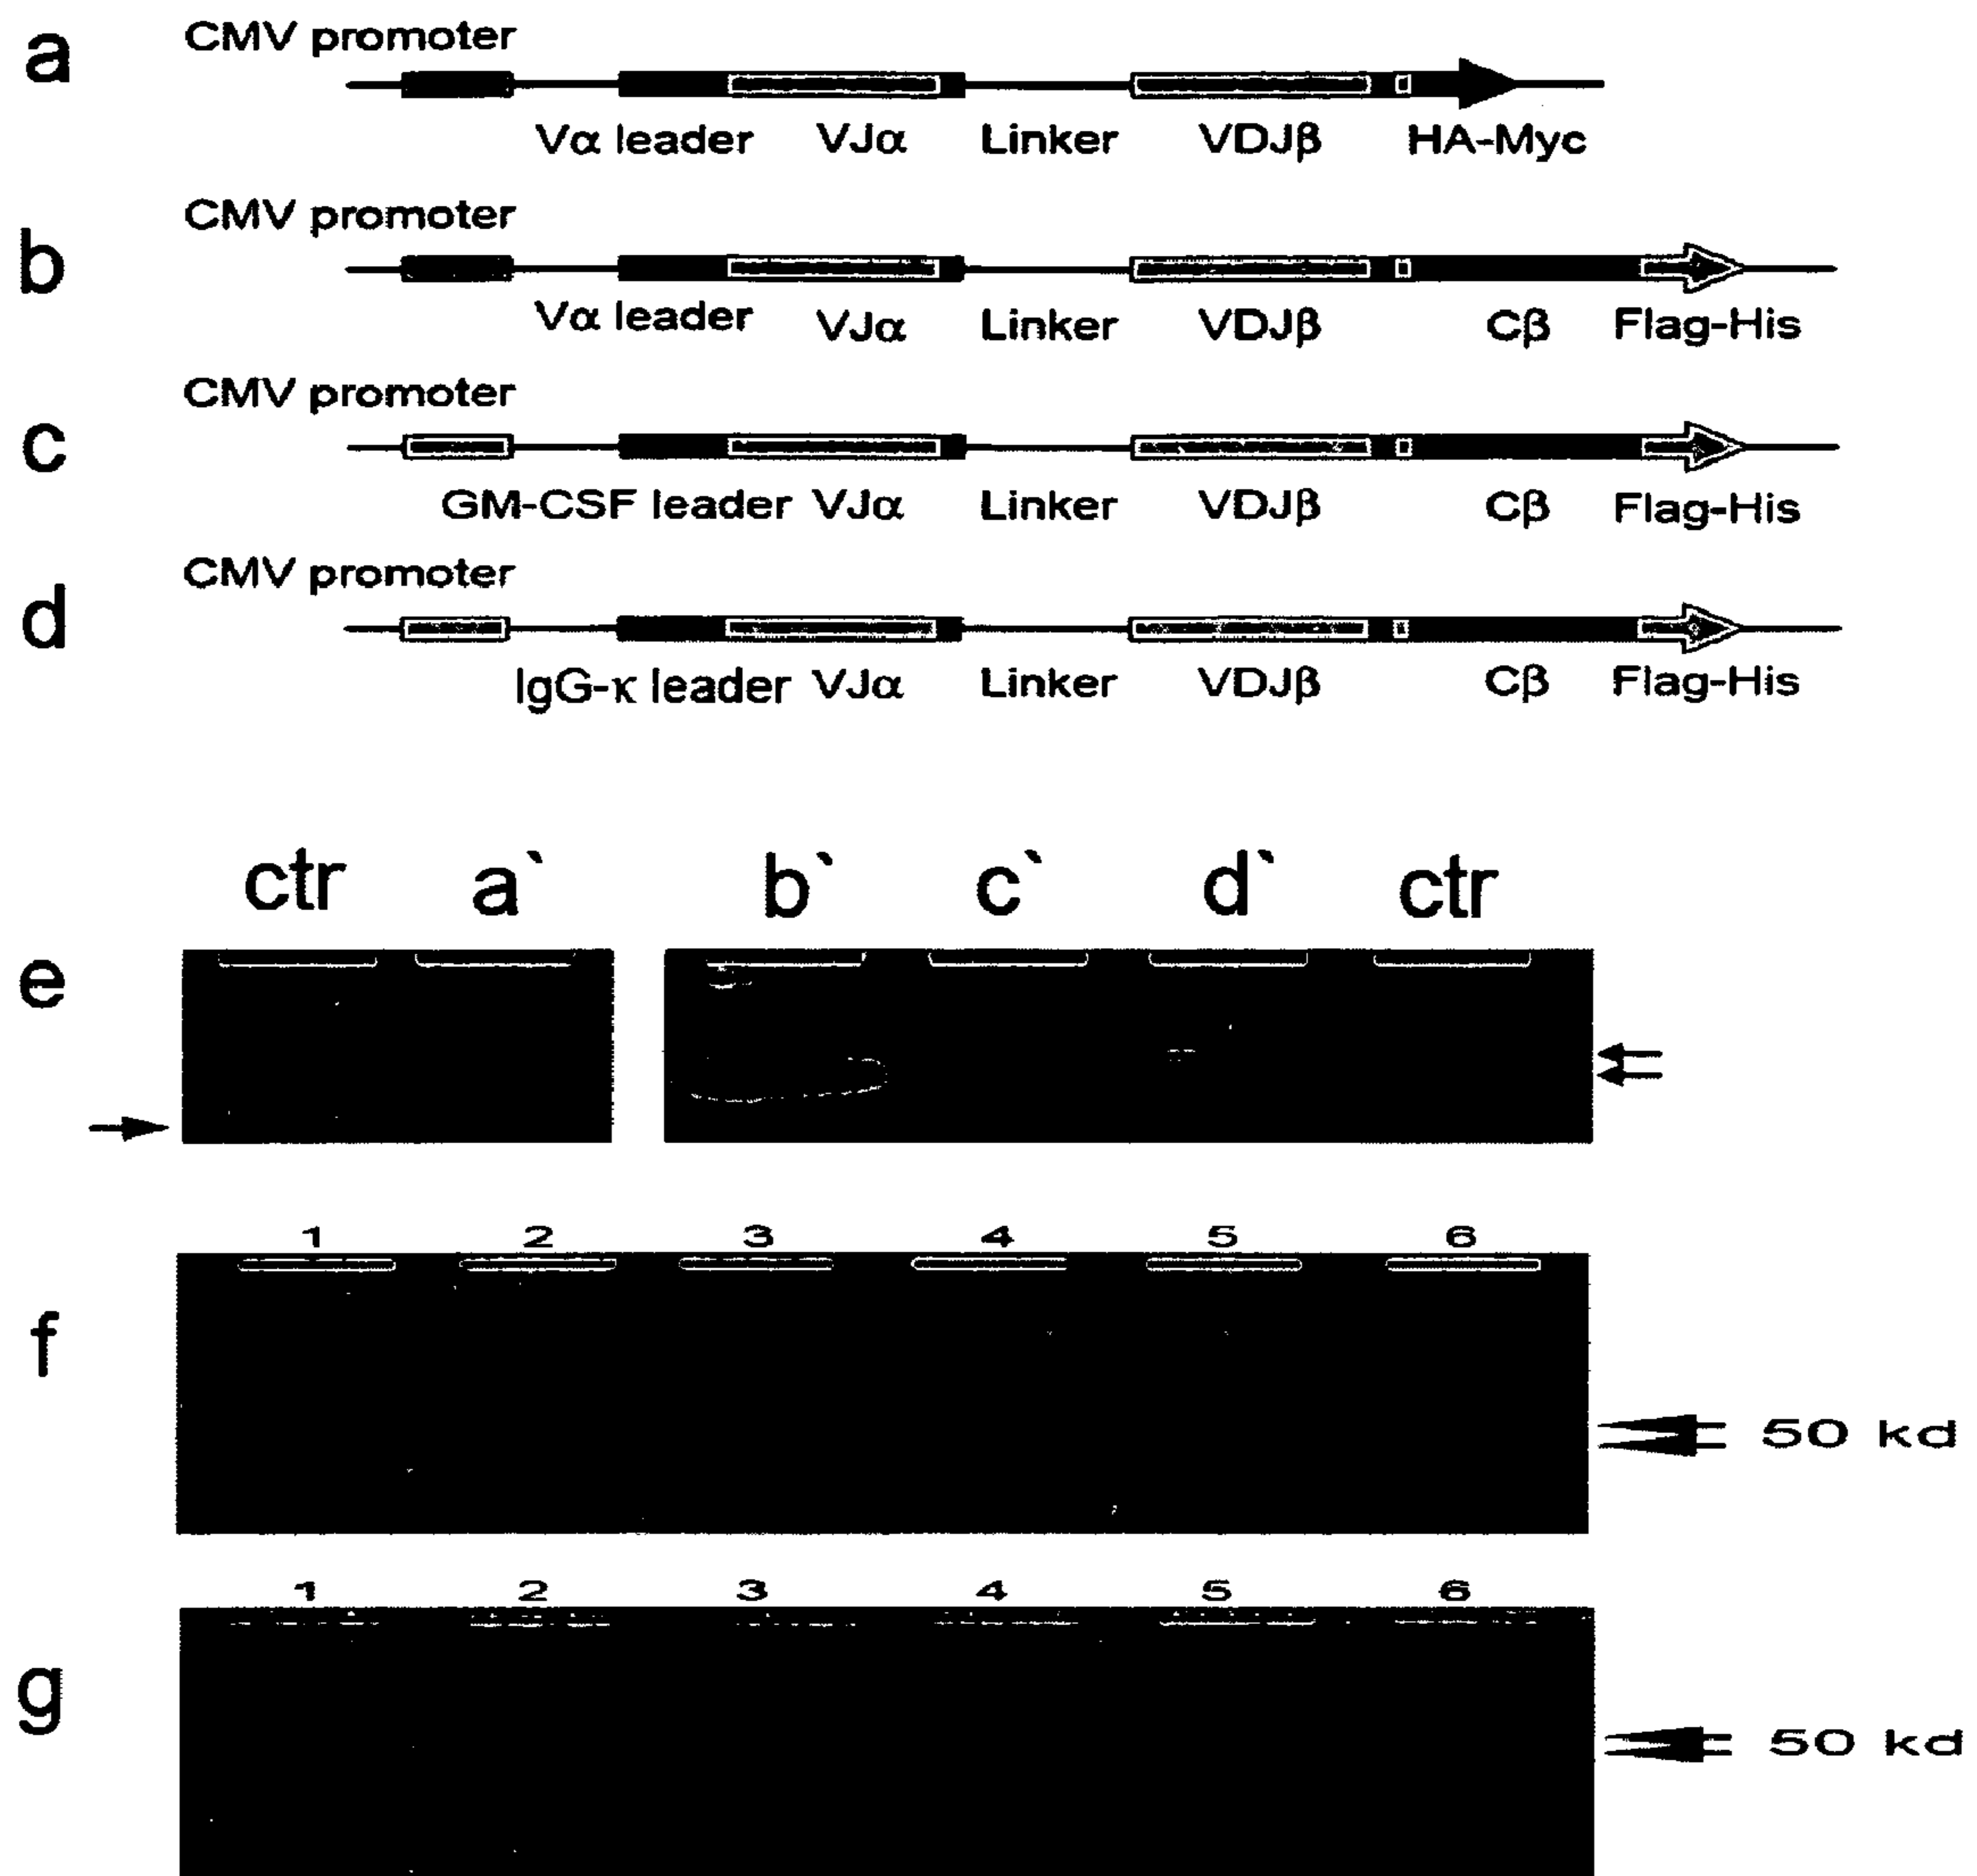 a
CMV promoter
Vα leader VJα Linker VDJβ HA-Myc
b
CMV promoter
Vα leader VJα Linker VDJβ Cβ Flag-His
c
CMV promoter
GM-CSF leader VJα Linker VDJβ Cβ Flag-His
d
CMV promoter
IgG-κ leader VJα Linker VDJβ Cβ Flag-His
ctr a` b` c` d` ctr
e
1 2 3 4 5 6
f
50 kd
1 2 3 4 5 6
g
50 kd